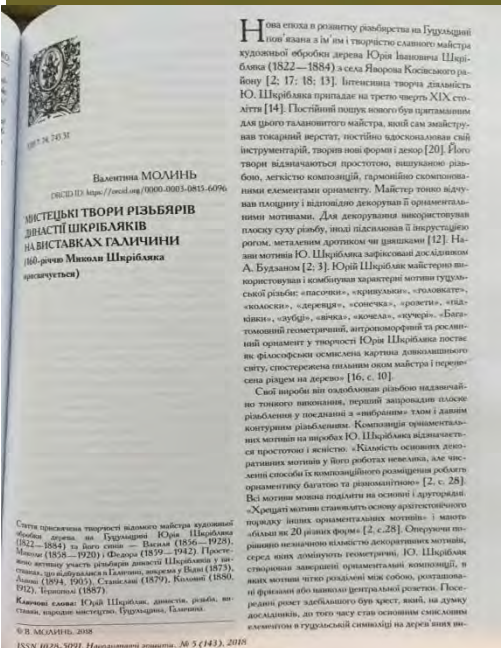 Валентина МОЛИНЬ
ORCID ID: https://orcid.org/0000-0003-0815-6096
МИСТЕЦЬКІ ТВОРИ РІЗЬБЯРІВ
ДИНАСТІЇ ШКРІБЛЯКІВ
НА ВИСТАВКАХ ГАЛИЧИНИ
(160-річчю Миколи Шкрібляка
присвячується)
Стаття присвячена творчості відомого майстра художньої
обробки дерева на Гуцульщині Юрія Шкрібляка
(1822—1884) та його синів — Василя (1856—1928),
Миколи (1858—1920) і Федора (1859—1942). Просте-
жено активну участь різьбярів династії Шкрібляків у ви-
ставках, що відбувалися в Галичині, зокрема у Відні (1873),
Львові (1894, 1905), Станіславі (1879), Коломиї (1880,
1912), Тернополі (1887).
Ключові слова: Юрій Шкрібляк, династія, різьба, ви-
ставки, народне мистецтво, Гуцульщина, Галичина.
© В. МОЛИНЬ, 2018
ISSN 1028-5091. Народознавчі зошити. № 5 (143), 2018
Нова епоха в розвитку різьбярства на Гуцульщині
пов'язана з ім'ям і творчістю славного майстра
художньої обробки дерева Юрія Івановича Шкрі-
бляка (1822—1884) з села Яворова Косівського ра-
йону [2; 17; 18; 13]. Інтенсивна творча діяльність
Ю. Шкрібляка припадає на третю чверть XIX сто-
ліття [14]. Постійний пошук нового був притаманним
для цього талановитого майстра, який сам змайстру-
вав токарний верстат, постійно вдосконалював свій
інструментарій, творив нові форми і декор [20]. Його
твори відзначаються простотою, вишуканою різь-
бою, легкістю композицій, гармонійно скомпонова-
ними елементами орнаменту. Майстер тонко відчу-
вав площину і відповідно декорував її орнаменталь-
ними мотивами. Для декорування використовував
плоску суху різьбу, іноді підсилював її інкрустацією
рогом, металевим дротиком чи цвяшками [12]. На-
зви мотивів Ю. Шкрібляка зафіксовані дослідником
А. Будзаном [2; 3]. Юрій Шкрібляк майстерно ви-
користовував і комбінував характерні мотиви гуцуль-
ської різьби: «пасочки», «кривульки», «головкате»,
«колоски», «деревця», «сонечка», «розети», «під-
ківки», «зубці», «вічка», «кочела», «кучері». «Бага-
томовний геометричний, антропоморфний та рослин-
ний орнамент у творчості Юрія Шкрібляка постає
як філософськи осмислена картина довколишнього
світу, спостережена пильним оком майстра і перене-
сена різцем на дерево» [16, с. 10].
Свої вироби він оздоблював різьбою надзвичай-
но тонкого виконання, перший запровадив плоске
різьблення у поєднанні з «вибраним» тлом і давнім
контурним різьбленням. Композиція орнаменталь-
них мотивів на виробах Ю. Шкрібляка відзначаєть-
ся простотою і ясністю. «Кількість основних деко-
ративних мотивів у його роботах невелика, але чис-
ленні способи їх композиційного розміщення роблять
орнаментику багатою та різноманітною» [2, с. 28].
Всі мотиви можна поділити на основні і другорядні.
«Хрещаті мотиви становлять основу архітектонічного
порядку інших орнаментальних мотивів» і мають
«більш як 20 різних форм» [2, с.28]. Оперуючи по-
рівняно незначною кількістю декоративних мотивів,
серед яких домінують геометричні, Ю. Шкрібляк
створював завершені орнаментальні композиції, в
яких мотиви чітко розділені між собою, розташова-
ні фризами або навколо центральної розетки. Посе-
редині розет здебільшого був хрест, який, на думку
дослідників, до того часу став основним смисловим
елементом в гуцульській символіці на дерев'яних ви-